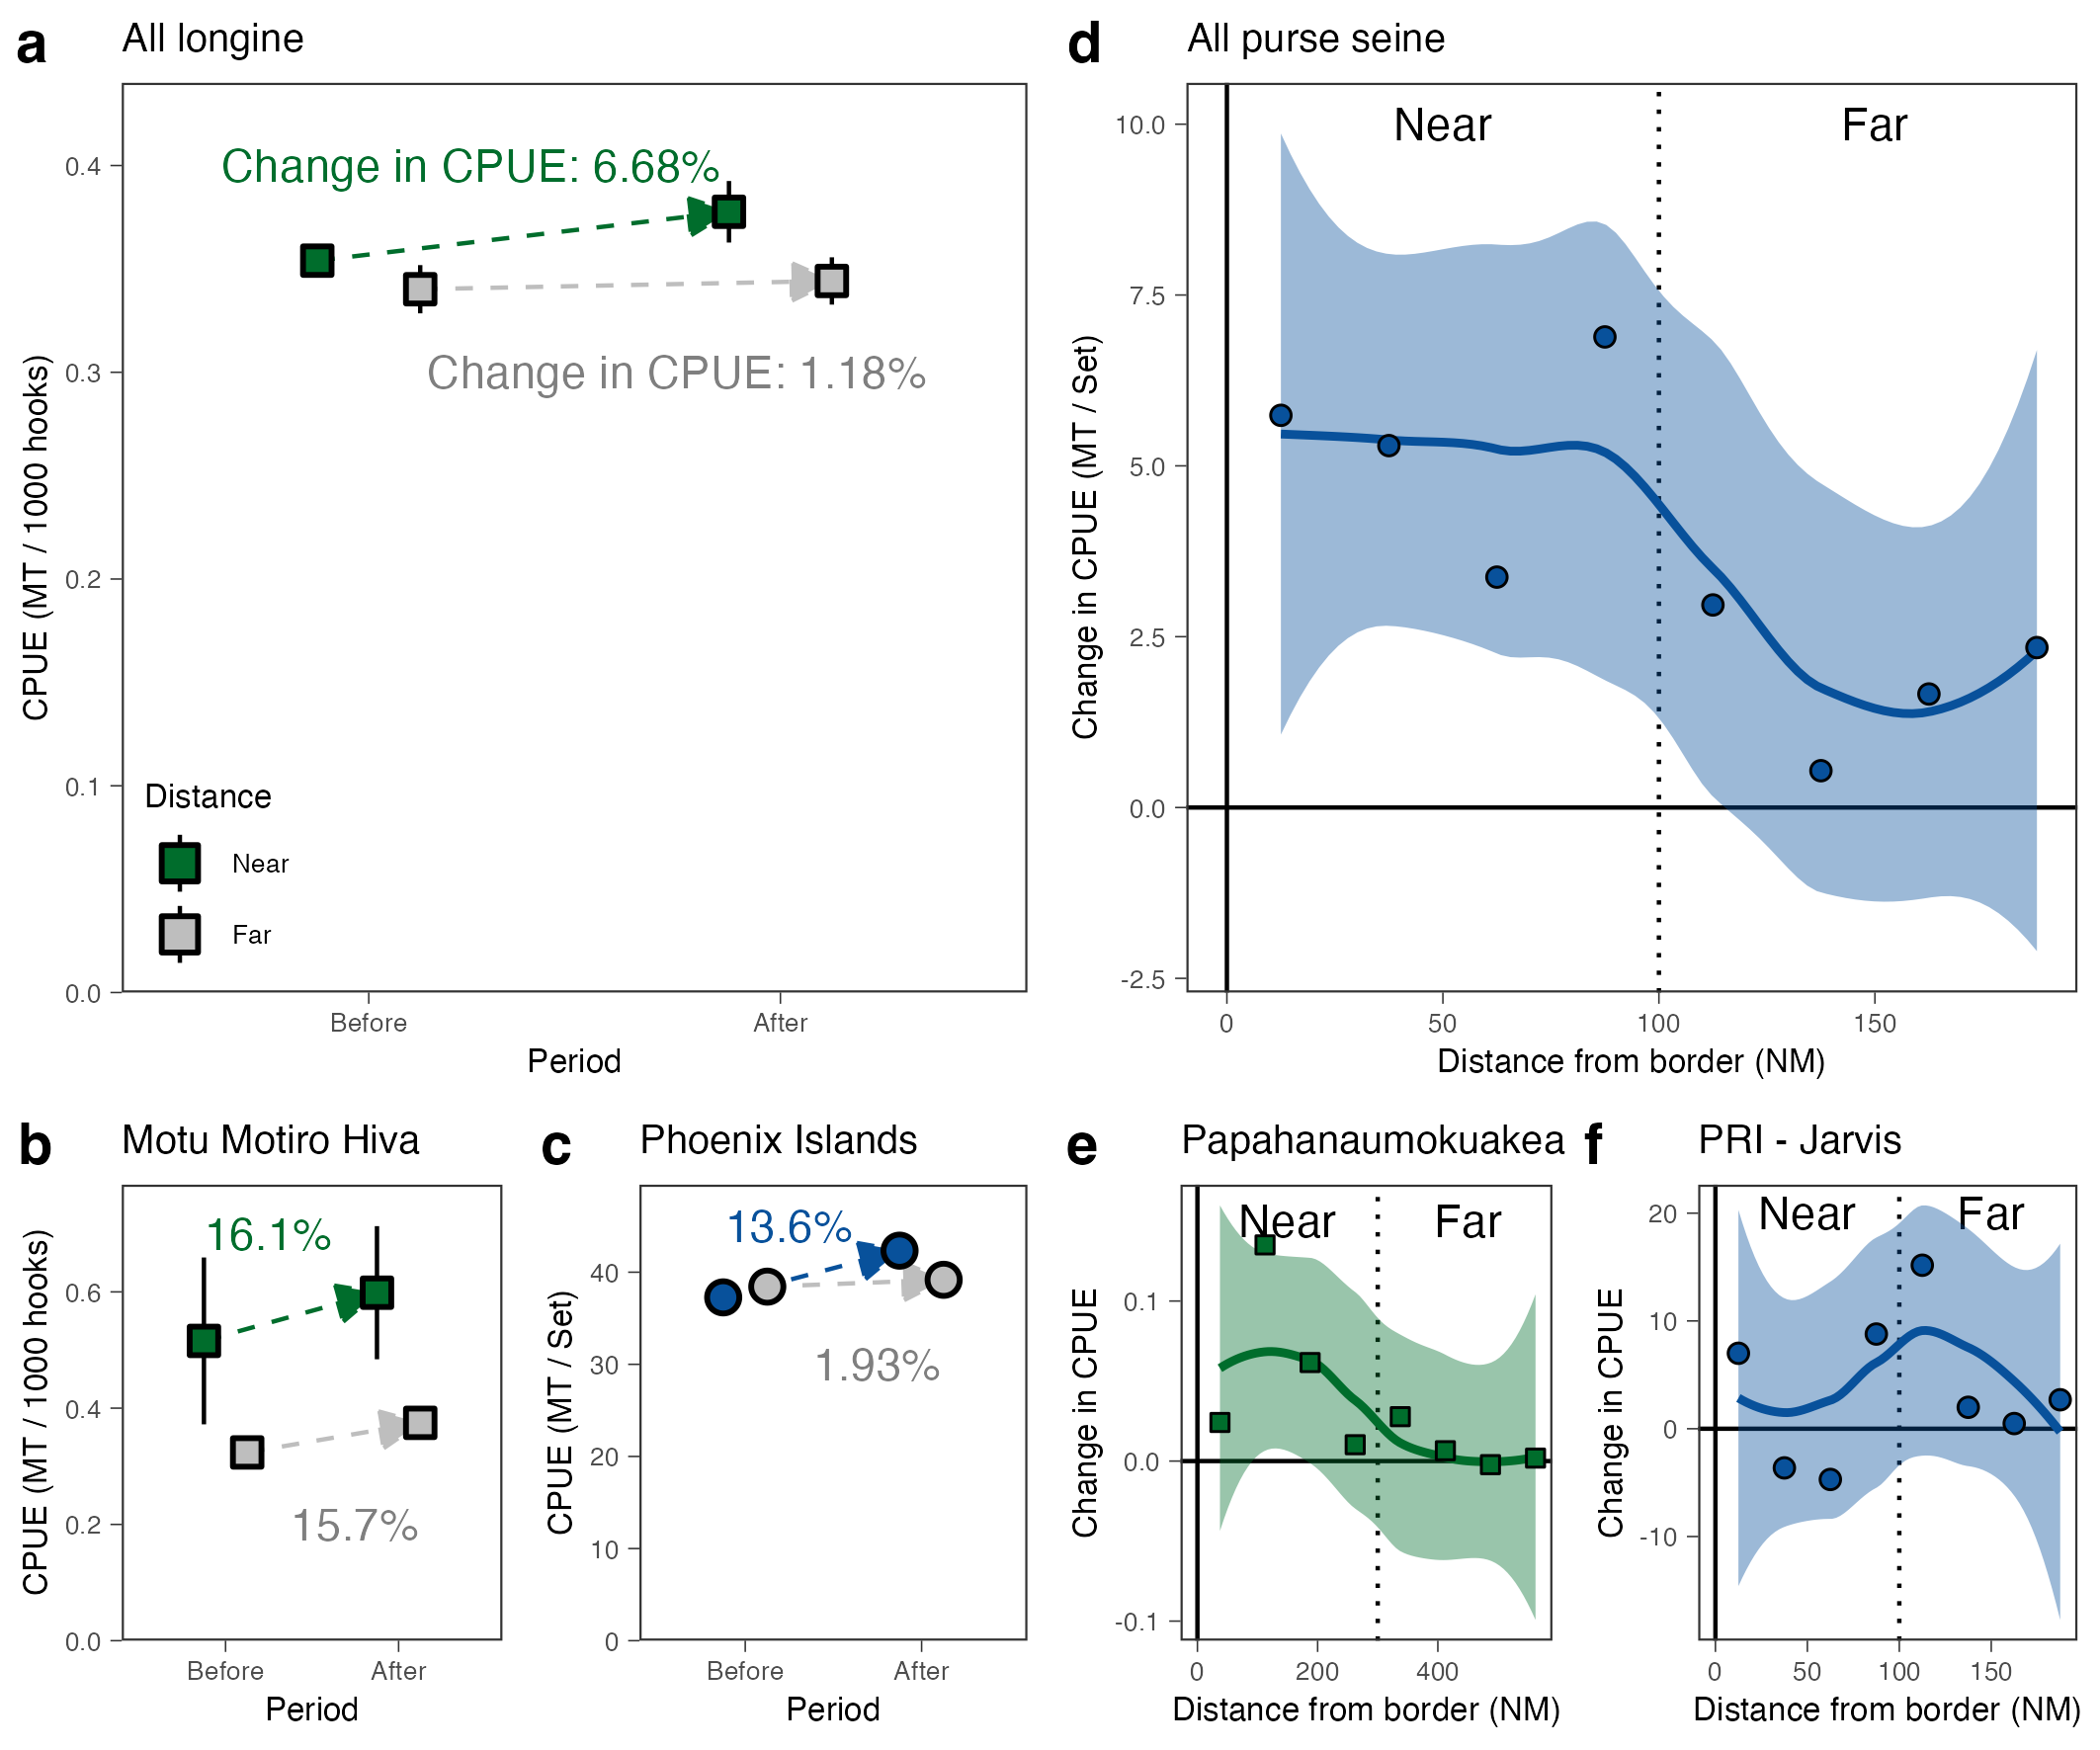 a All longine
0.4
0.3
0.2
0.1
0.0
CPUE (MT / 1000 hooks)
Change in CPUE: 6.68%
Change in CPUE: 1.18%
Distance
Near
Far
Before After
Period
d All purse seine
10.0
7.5
5.0
2.5
0.0
-2.5
Change in CPUE (MT / Set)
Near Far
0 50 100 150
Distance from border (NM)
b Motu Motiro Hiva
0.6
0.4
0.2
0.0
CPUE (MT / 1000 hooks)
16.1%
15.7%
Before After
Period
c Phoenix Islands
40
30
20
10
0
CPUE (MT / Set)
13.6%
1.93%
Before After
Period
e Papahanaumokuakea
0.1
0.0
-0.1
Change in CPUE
Near Far
0 200 400
Distance from border (NM)
f PRI - Jarvis
20
10
0
-10
Change in CPUE
Near Far
0 50 100 150
Distance from border (NM)